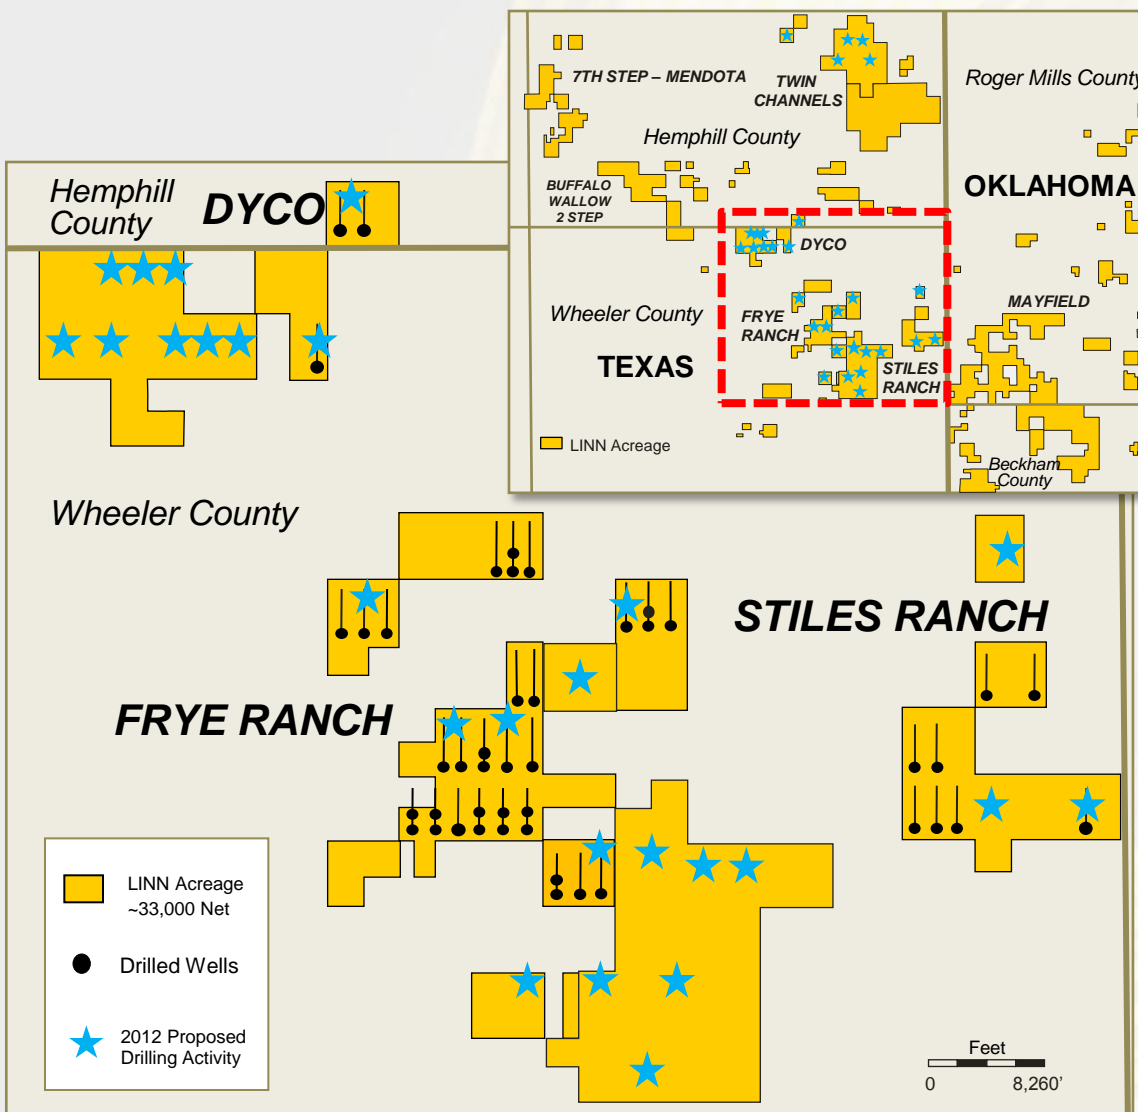 7TH STEP – MENDOTA
TWIN
CHANNELS
Roger Mills County
Hemphill County
BUFFALO
WALLOW
2 STEP
OKLAHOMA
DYCO
Wheeler County
FRYE
RANCH
MAYFIELD
TEXAS
STILES
RANCH
LINN Acreage
Beckham
County
Hemphill
County
DYCO
Wheeler County
STILES RANCH
FRYE RANCH
LINN Acreage
~33,000 Net
Drilled Wells
2012 Proposed
Drilling Activity
Feet
0 8,260'